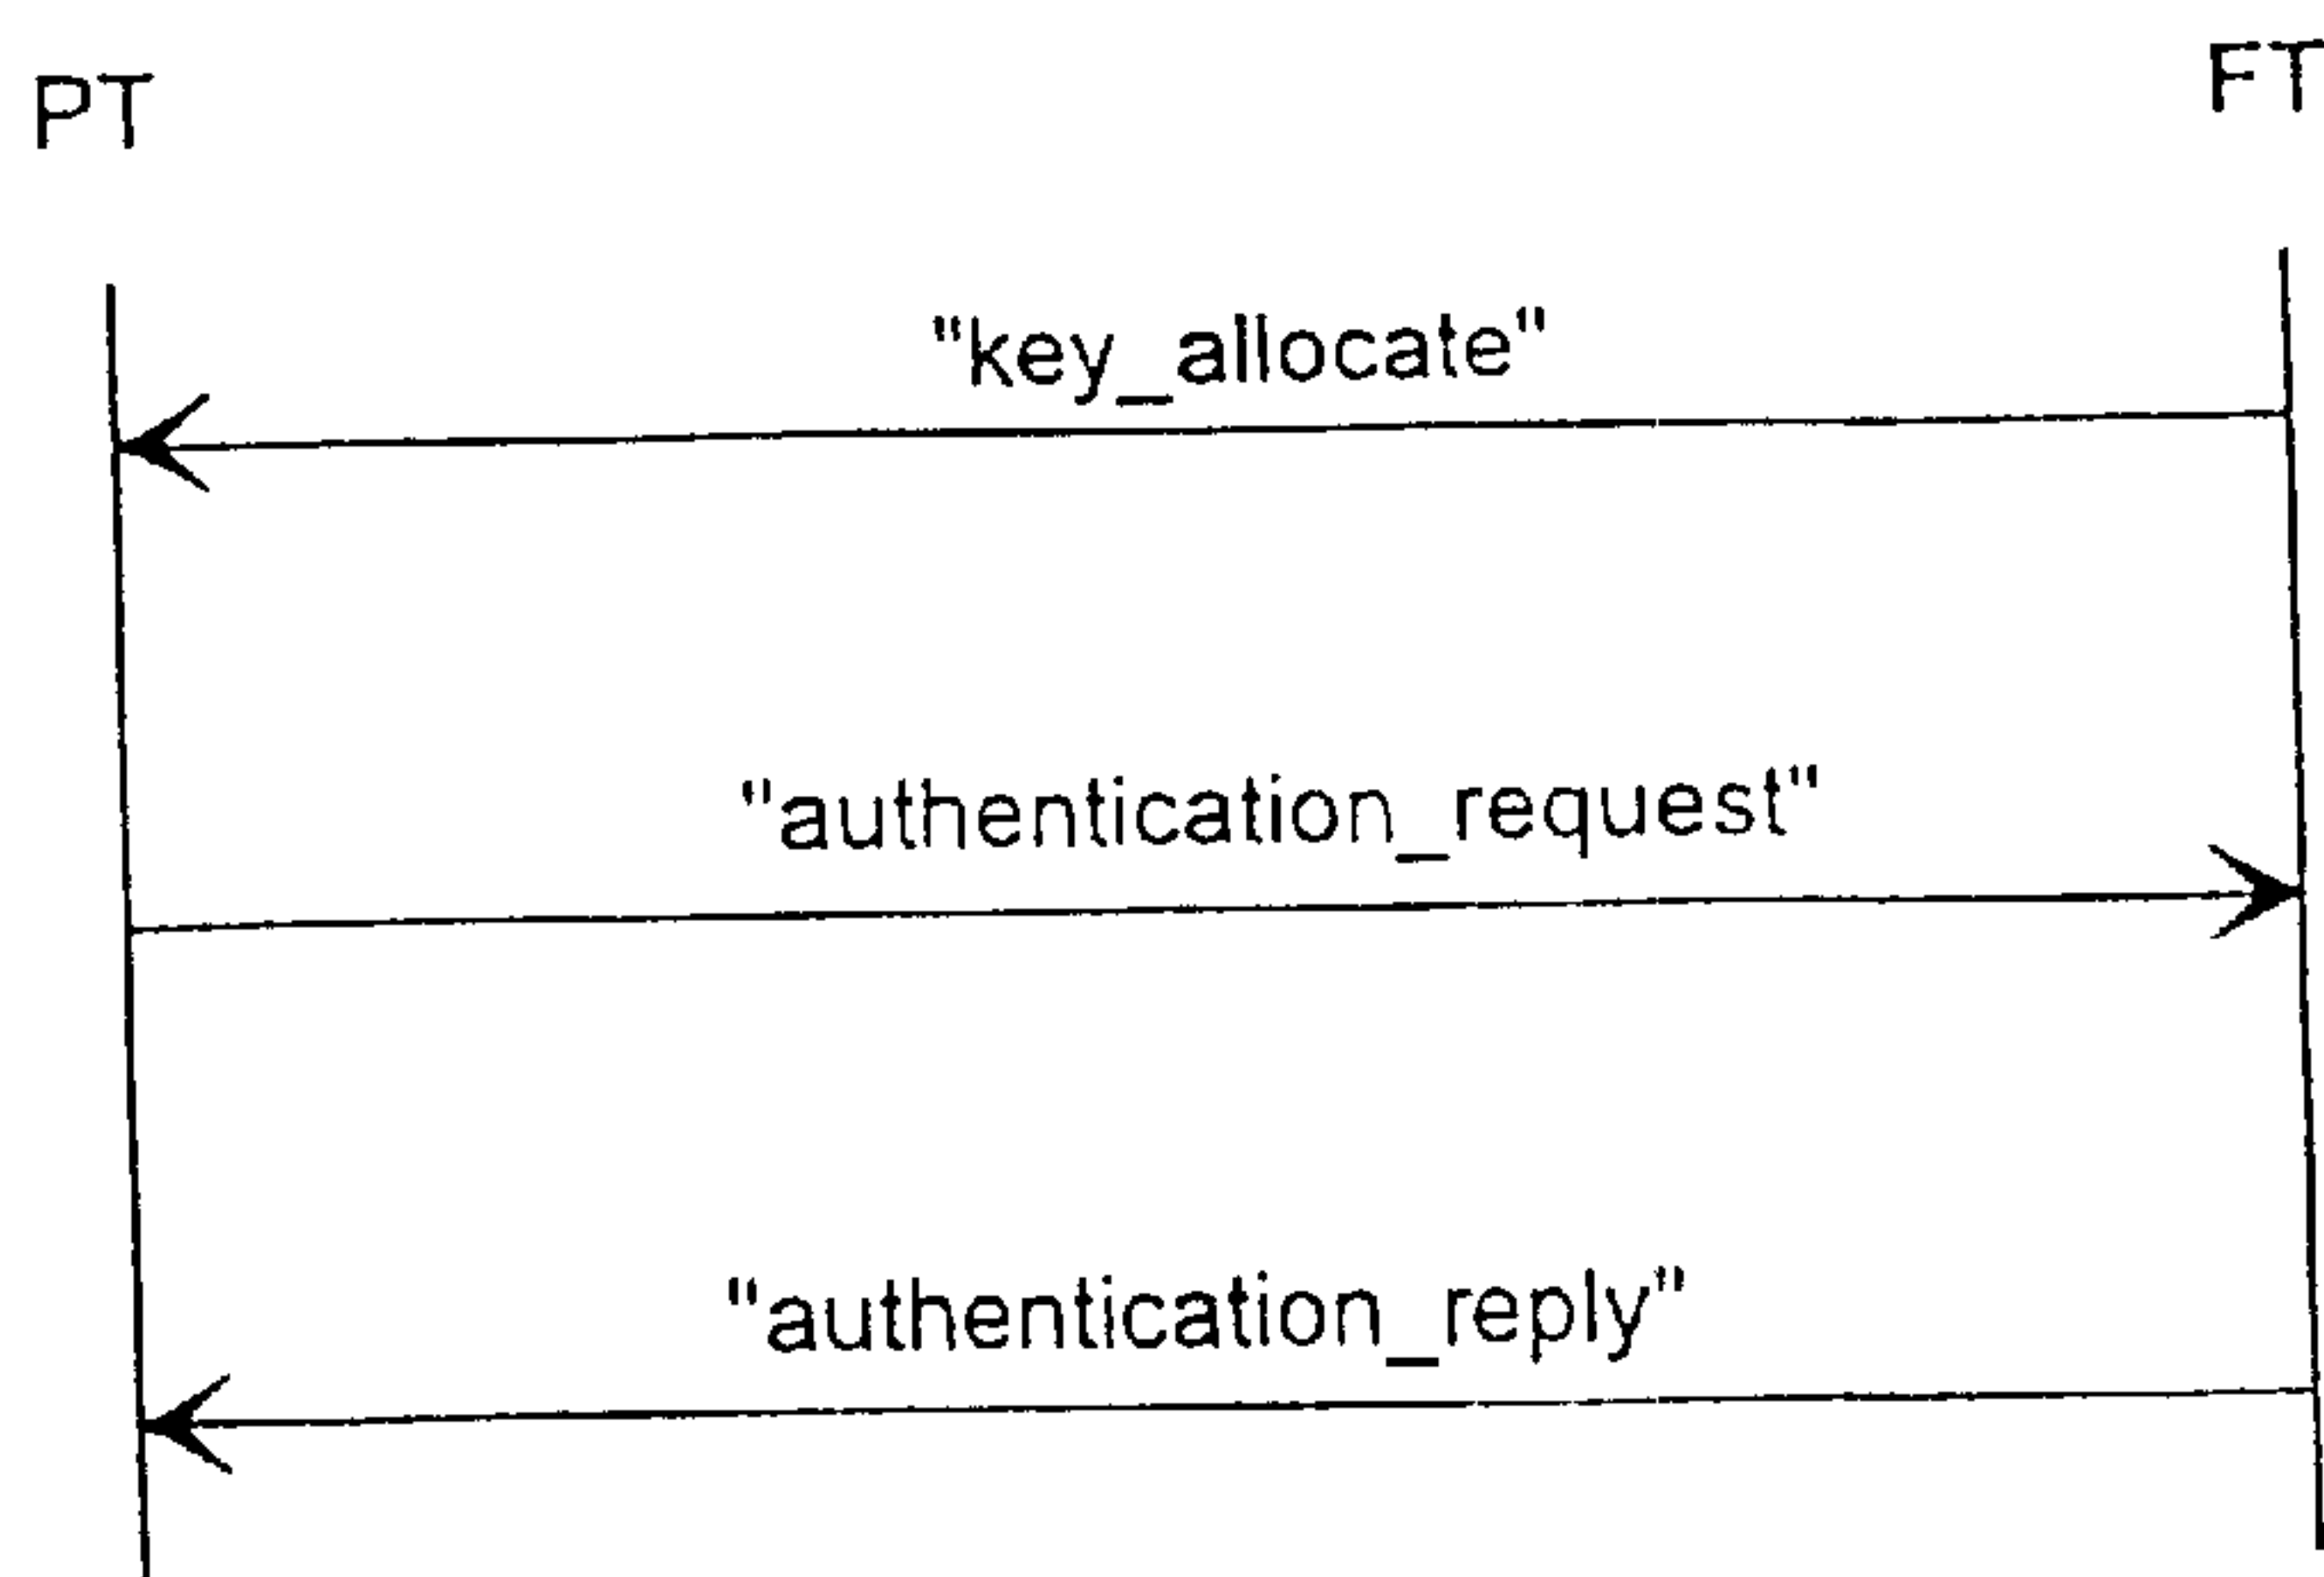 PT
FT
"key_allocate"
"authentication_request"
"authentication_reply"